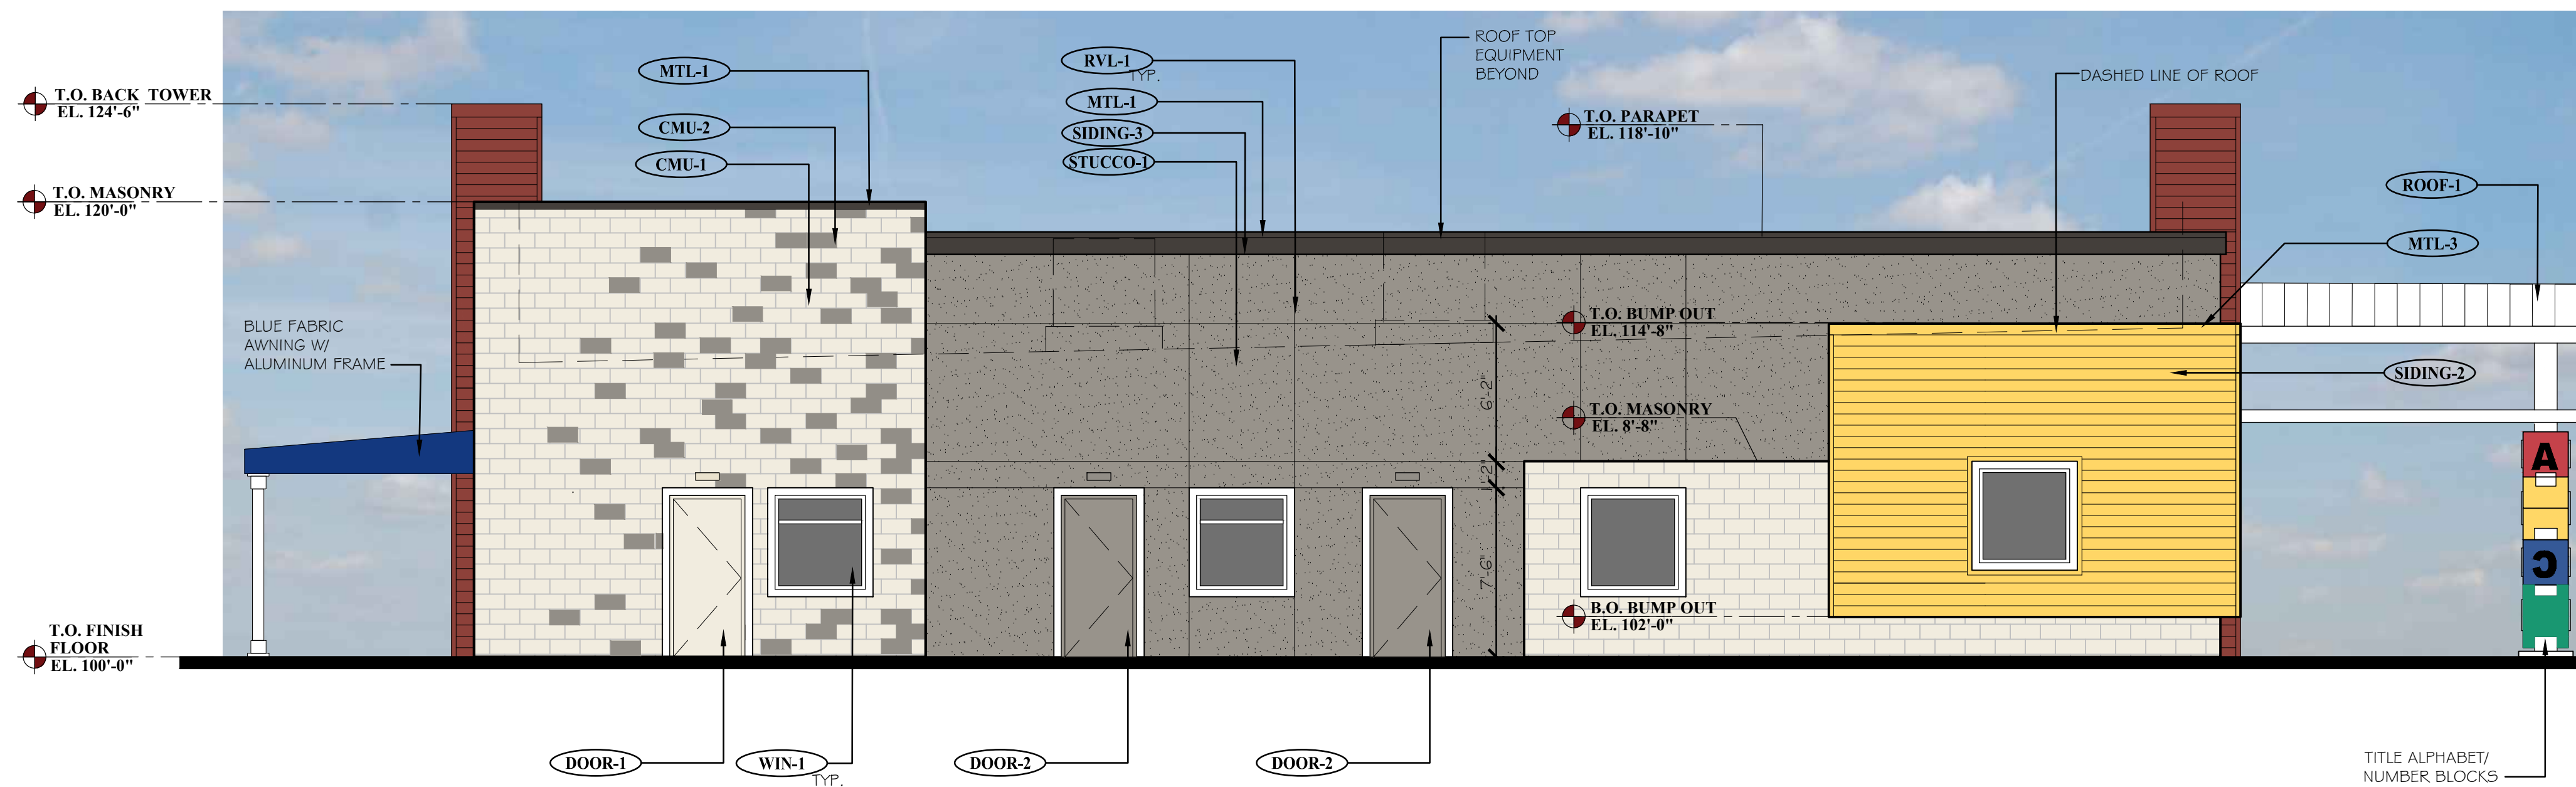 T.O. BACK TOWER
EL. 124'-6"
T.O. MASONRY
EL. 120'-0"
T.O. FINISH
FLOOR
EL. 100'-0"
BLUE FABRIC
AWNING W/
ALUMINUM FRAME
MTL-1
CMU-2
CMU-1
RVL-1
TYP.
MTL-1
SIDING-3
STUCCO-1
ROOF TOP
EQUIPMENT
BEYOND
T.O. PARAPET
EL. 118'-10"
DASHED LINE OF ROOF
ROOF-1
MTL-3
SIDING-2
T.O. BUMP OUT
EL. 114'-8"
6'-2"
T.O. MASONRY
EL. 8'-8"
1'-2"
7'-6"
B.O. BUMP OUT
EL. 102'-0"
A
C
DOOR-1
WIN-1
TYP.
DOOR-2
DOOR-2
TITLE ALPHABET/
NUMBER BLOCKS